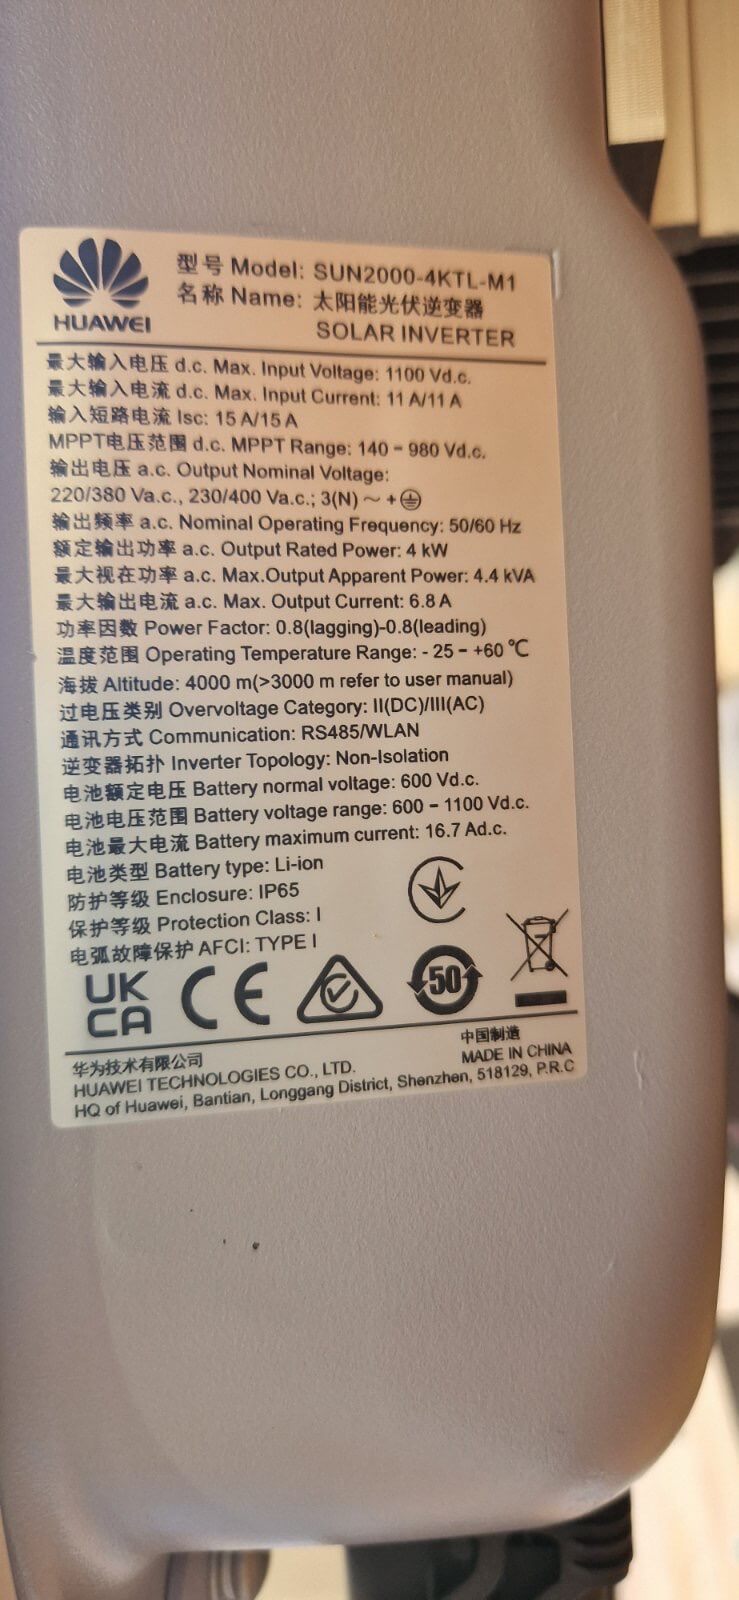 HUAWEI
型号 Model: SUN2000-4KTL-M1
名称 Name: 太阳能光伏逆变器
SOLAR INVERTER
最大输入电压 d.c. Max. Input Voltage: 1100 Vd.c.
最大输入电流 d.c. Max. Input Current: 11 A/11 A
输入短路电流 Isc: 15 A/15 A
MPPT电压范围 d.c. MPPT Range: 140 - 980 Vd.c.
输出电压 a.c. Output Nominal Voltage:
220/380 Va.c., 230/400 Va.c.; 3(N) ~ + ⏚
输出频率 a.c. Nominal Operating Frequency: 50/60 Hz
额定输出功率 a.c. Output Rated Power: 4 kW
最大视在功率 a.c. Max.Output Apparent Power: 4.4 kVA
最大输出电流 a.c. Max. Output Current: 6.8 A
功率因数 Power Factor: 0.8(lagging)-0.8(leading)
温度范围 Operating Temperature Range: - 25 - +60 ℃
海拔 Altitude: 4000 m(>3000 m refer to user manual)
过电压类别 Overvoltage Category: II(DC)/III(AC)
通讯方式 Communication: RS485/WLAN
逆变器拓扑 Inverter Topology: Non-Isolation
电池额定电压 Battery normal voltage: 600 Vd.c.
电池电压范围 Battery voltage range: 600 - 1100 Vd.c.
电池最大电流 Battery maximum current: 16.7 Ad.c.
电池类型 Battery type: Li-ion
防护等级 Enclosure: IP65
保护等级 Protection Class: I
电弧故障保护 AFCI: TYPE I
UK
CA
CE
50
华为技术有限公司
中国制造
HUAWEI TECHNOLOGIES CO., LTD.
MADE IN CHINA
HQ of Huawei, Bantian, Longgang District, Shenzhen, 518129, P.R.C